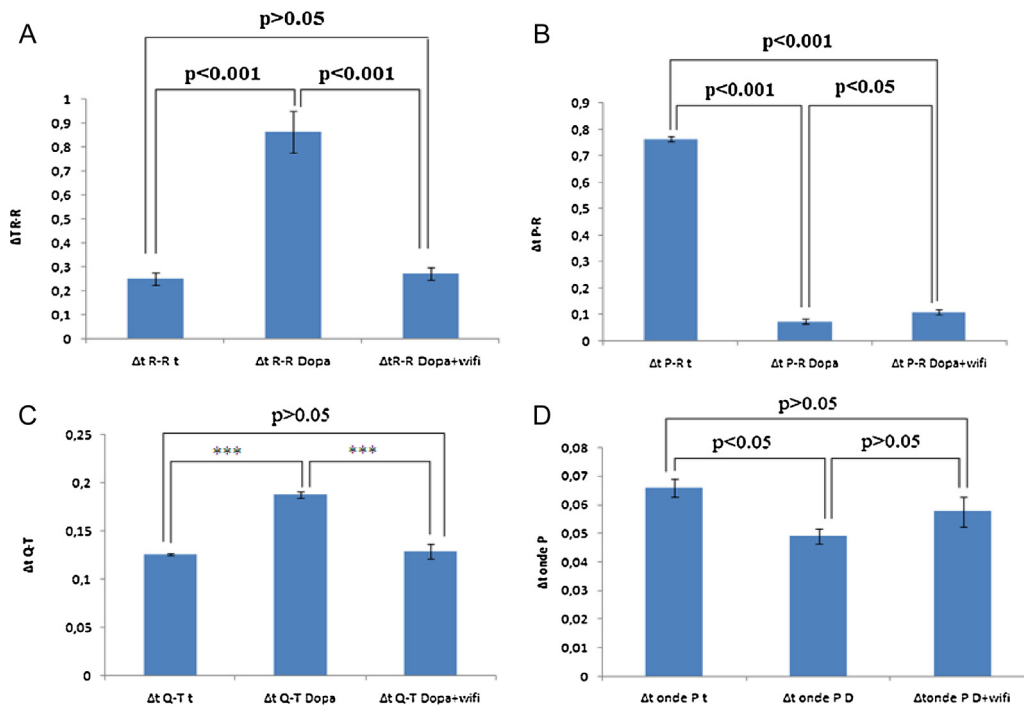 A
p>0.05
p<0.001 p<0.001
1
0,9
0,8
0,7
0,6
0,5
0,4
0,3
0,2
0,1
0
ΔTR-R
Δt R-R t Δt R-R Dopa ΔtR-R Dopa+wifi
B
p<0.001
p<0.001 p<0.05
0,9
0,8
0,7
0,6
0,5
0,4
0,3
0,2
0,1
0
Δt P-R
Δt P-R t Δt P-R Dopa Δt P-R Dopa+wifi
C
p>0.05
*** ***
0,25
0,2
0,15
0,1
0,05
0
Δt Q-T
Δt Q-T t Δt Q-T Dopa Δt Q-T Dopa+wifi
D
p>0.05
p<0.05 p>0.05
0,08
0,07
0,06
0,05
0,04
0,03
0,02
0,01
0,00
Δt onde P
Δt onde P t Δt onde P D Δtonde P D+wifi